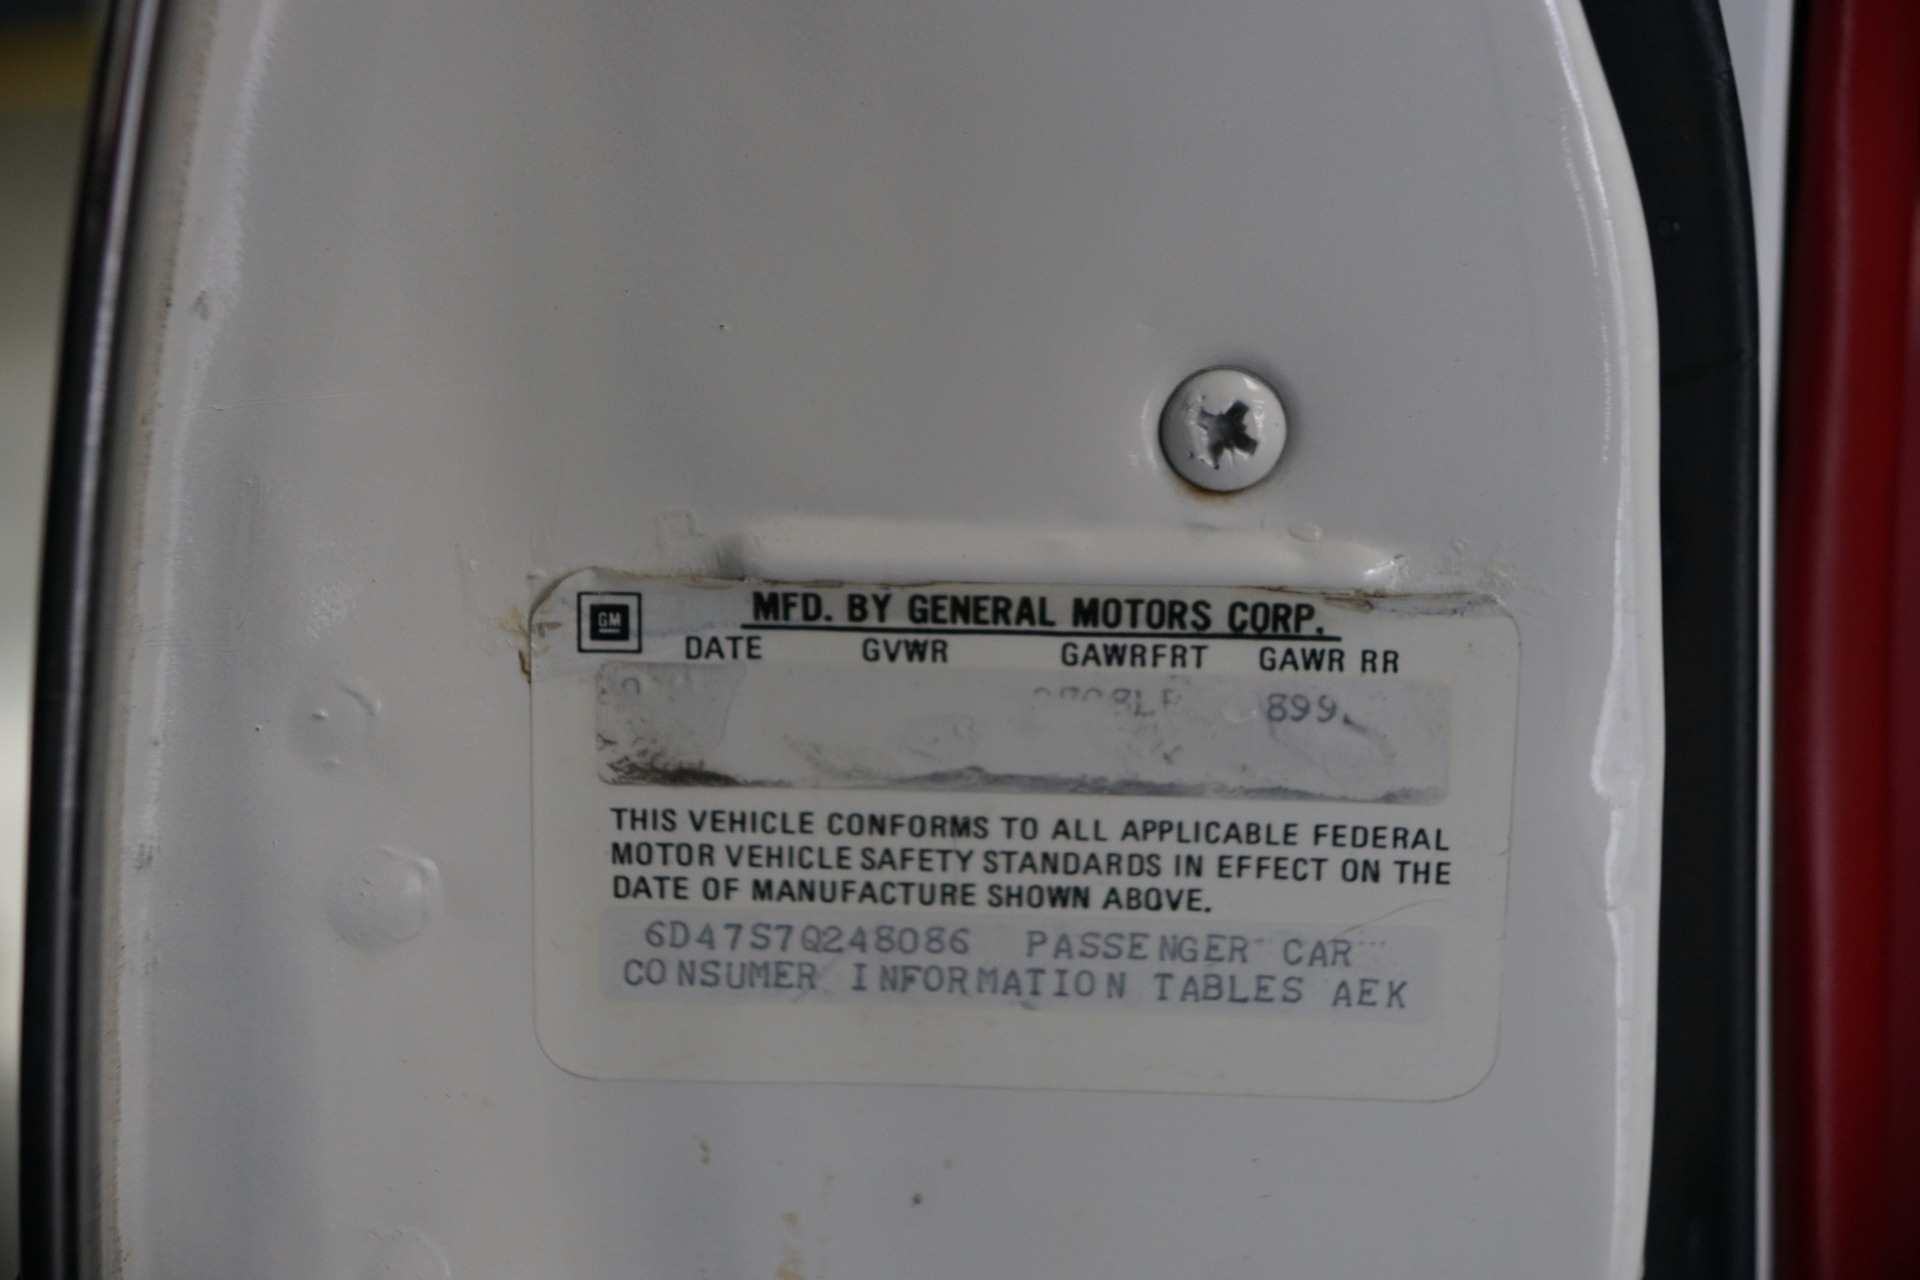 GM MFD. BY GENERAL MOTORS CORP.
DATE GVWR GAWRFRT GAWR RR
THIS VEHICLE CONFORMS TO ALL APPLICABLE FEDERAL
MOTOR VEHICLE SAFETY STANDARDS IN EFFECT ON THE
DATE OF MANUFACTURE SHOWN ABOVE.
6D47S7Q248086 PASSENGER CAR
CONSUMER INFORMATION TABLES AEK